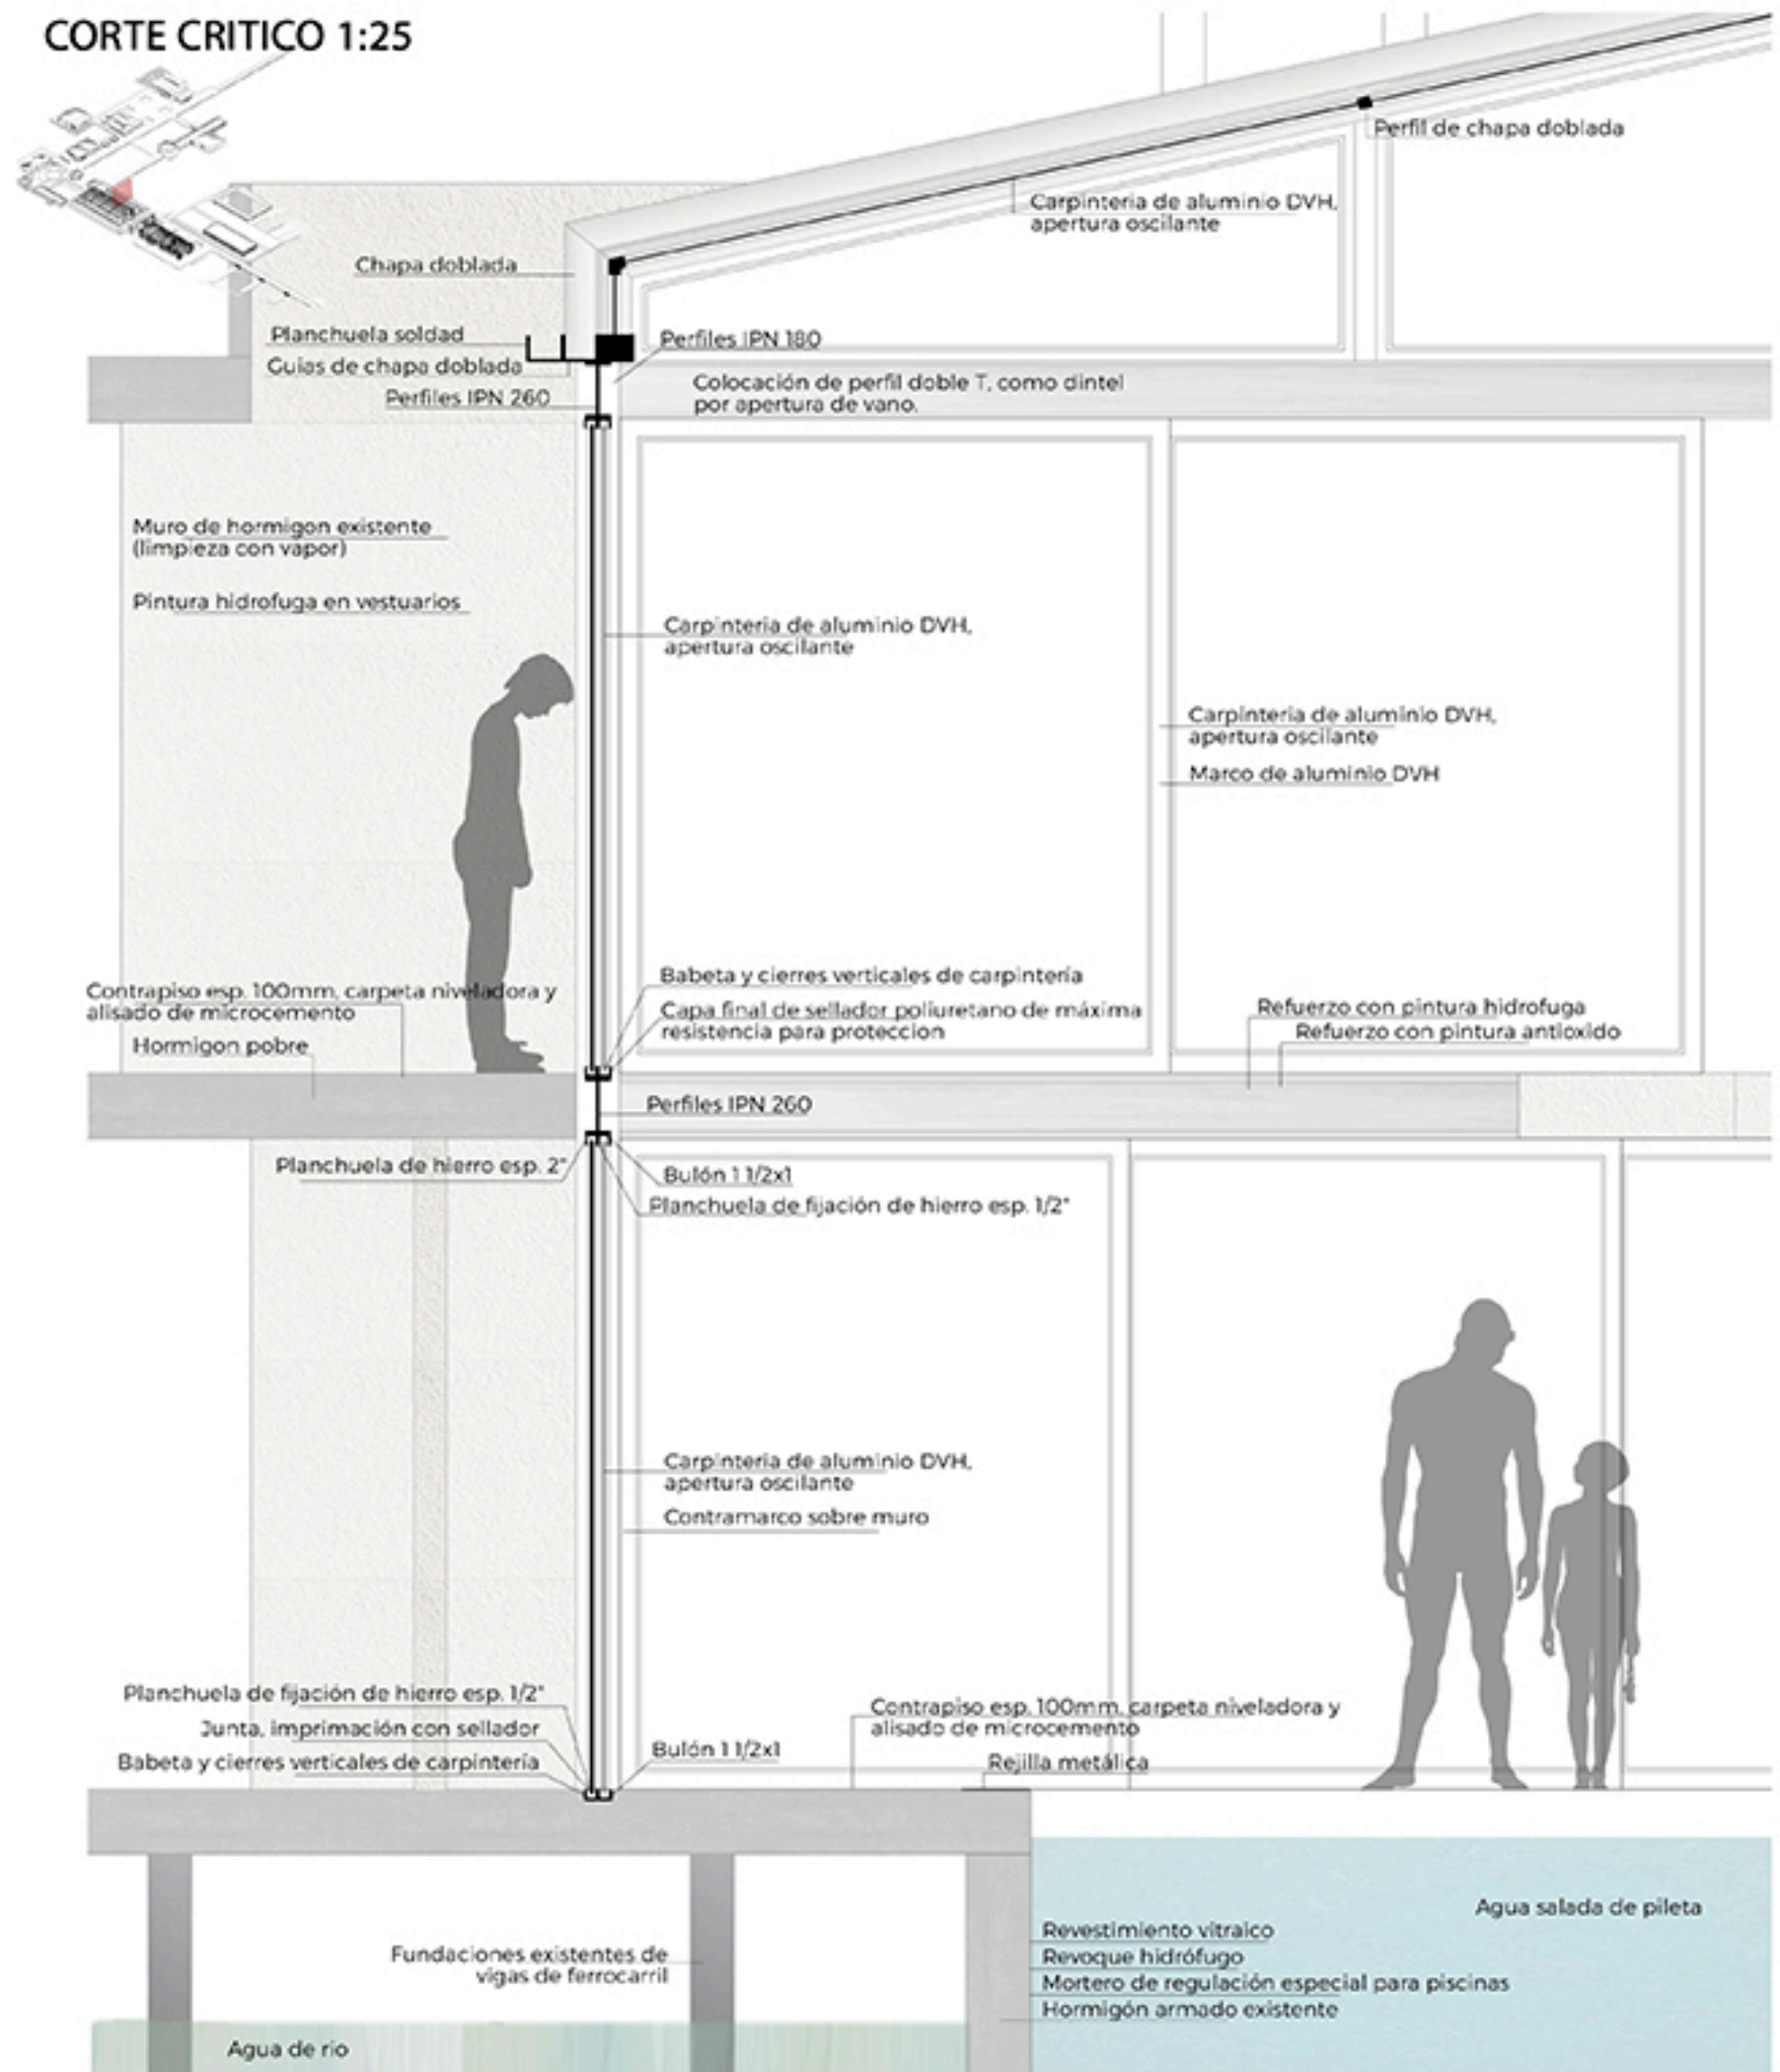 CORTE CRITICO 1:25
Perfil de chapa doblada
Carpinteria de aluminio DVH,
apertura oscilante
Chapa doblada
Planchuela soldad
Guias de chapa doblada
Perfiles IPN 260
Perfiles IPN 180
Colocación de perfil doble T, como dintel
por apertura de vano.
Muro de hormigon existente
(limpieza con vapor)
Pintura hidrofuga en vestuarios
Carpinteria de aluminio DVH,
apertura oscilante
Carpinteria de aluminio DVH,
apertura oscilante
Marco de aluminio DVH
Babeta y cierres verticales de carpintería
Capa final de sellador poliuretano de máxima
resistencia para proteccion
Contrapiso esp. 100mm, carpeta niveladora y
alisado de microcemento
Hormigon pobre
Refuerzo con pintura hidrofuga
Refuerzo con pintura antioxido
Perfiles IPN 260
Planchuela de hierro esp. 2"
Bulón 1 1/2x1
Planchuela de fijación de hierro esp. 1/2"
Carpinteria de aluminio DVH,
apertura oscilante
Contramarco sobre muro
Planchuela de fijación de hierro esp. 1/2"
Junta, imprimación con sellador
Babeta y cierres verticales de carpintería
Bulón 1 1/2x1
Contrapiso esp. 100mm, carpeta niveladora y
alisado de microcemento
Rejilla metálica
Agua salada de pileta
Revestimiento vitraico
Revoque hidrófugo
Mortero de regulación especial para piscinas
Hormigón armado existente
Fundaciones existentes de
vigas de ferrocarril
Agua de rio